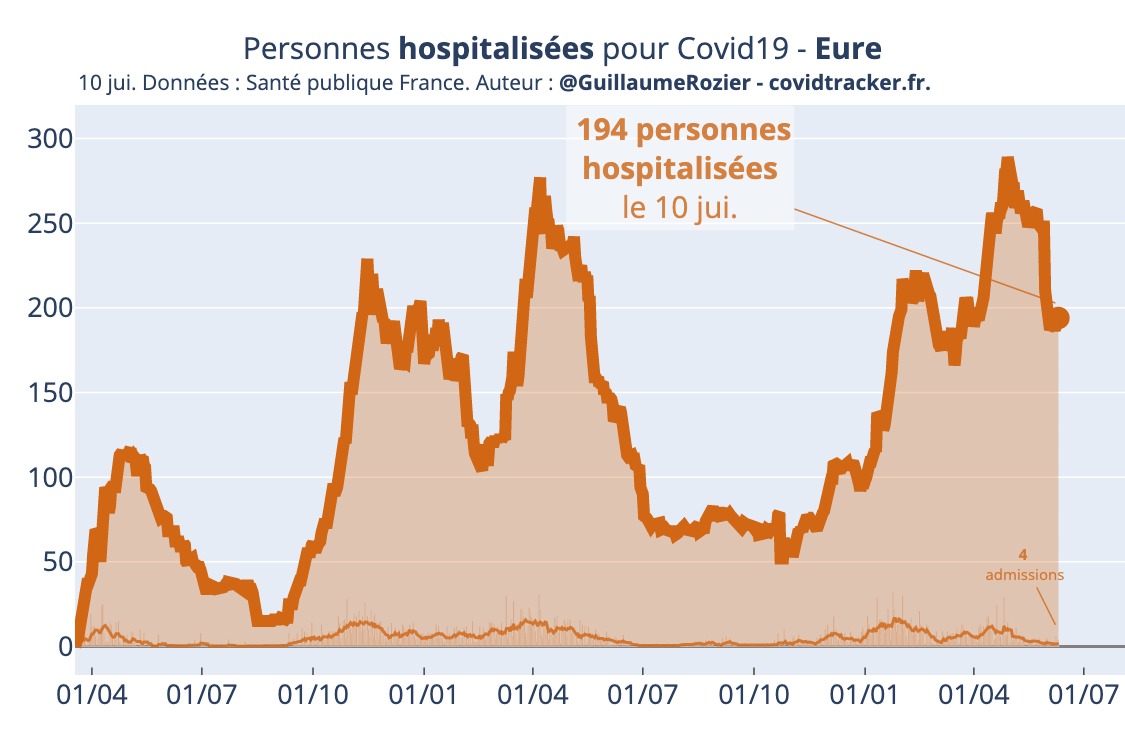 Personnes hospitalisées pour Covid19 - Eure
10 jui. Données : Santé publique France. Auteur : @GuillaumeRozier - covidtracker.fr.
194 personnes
hospitalisées
le 10 jui.
300
250
200
150
100
50
0
4
admissions
01/04 01/07 01/10 01/01 01/04 01/07 01/10 01/01 01/04 01/07